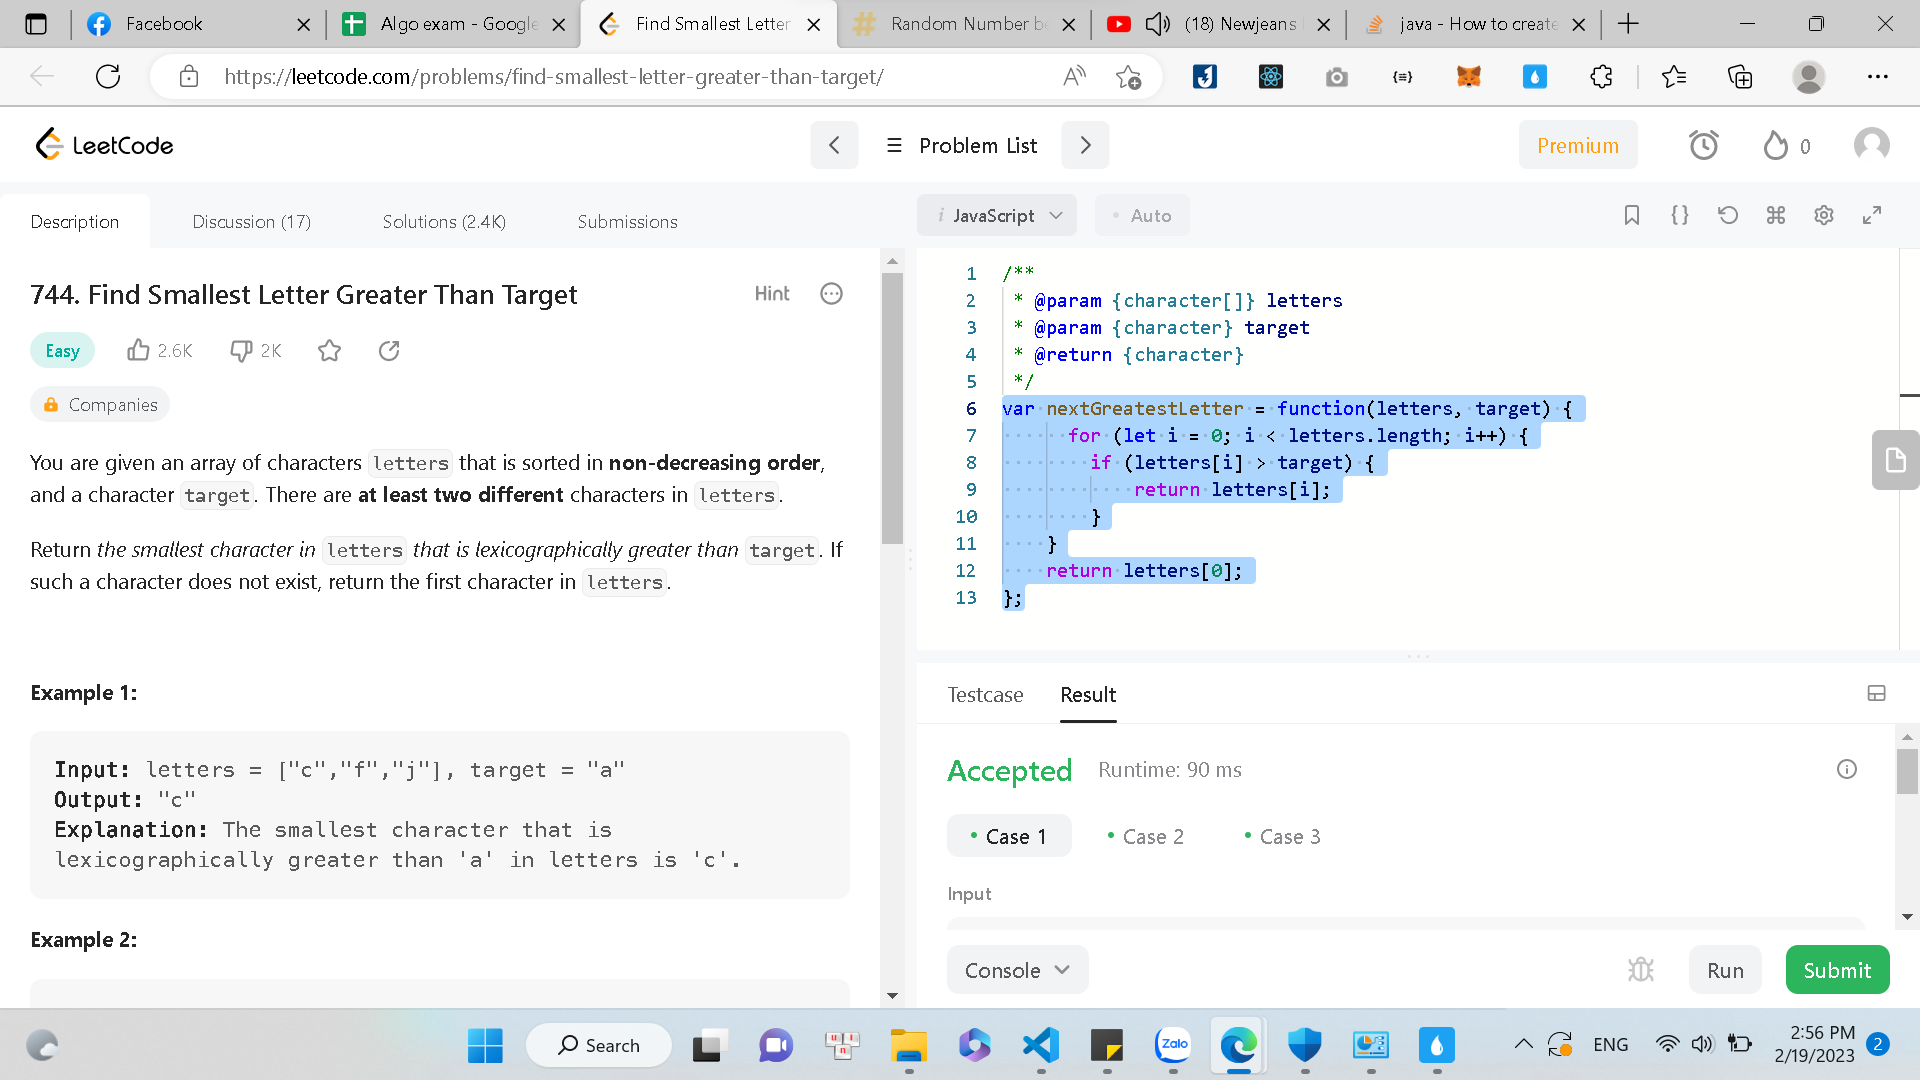 Facebook
Algo exam - Google
Find Smallest Letter
Random Number be
(18) Newjeans
java - How to create
https://leetcode.com/problems/find-smallest-letter-greater-than-target/
LeetCode
Problem List
Premium
0
Description
Discussion (17)
Solutions (2.4K)
Submissions
i JavaScript
• Auto
744. Find Smallest Letter Greater Than Target
Hint
Easy
2.6K
2K
Companies
You are given an array of characters letters that is sorted in non-decreasing order,
and a character target. There are at least two different characters in letters.
Return the smallest character in letters that is lexicographically greater than target. If
such a character does not exist, return the first character in letters.
Example 1:
Input: letters = ["c","f","j"], target = "a"
Output: "c"
Explanation: The smallest character that is
lexicographically greater than 'a' in letters is 'c'.
Example 2:
1 /**
2 * @param {character[]} letters
3 * @param {character} target
4 * @return {character}
5 */
6 var nextGreatestLetter = function(letters, target) {
7 for (let i = 0; i < letters.length; i++) {
8 if (letters[i] > target) {
9 return letters[i];
10 }
11 }
12 return letters[0];
13 };
Testcase
Result
Accepted
Runtime: 90 ms
• Case 1
• Case 2
• Case 3
Input
Console
Run
Submit
Search
Zalo
ENG
2:56 PM
2/19/2023
2